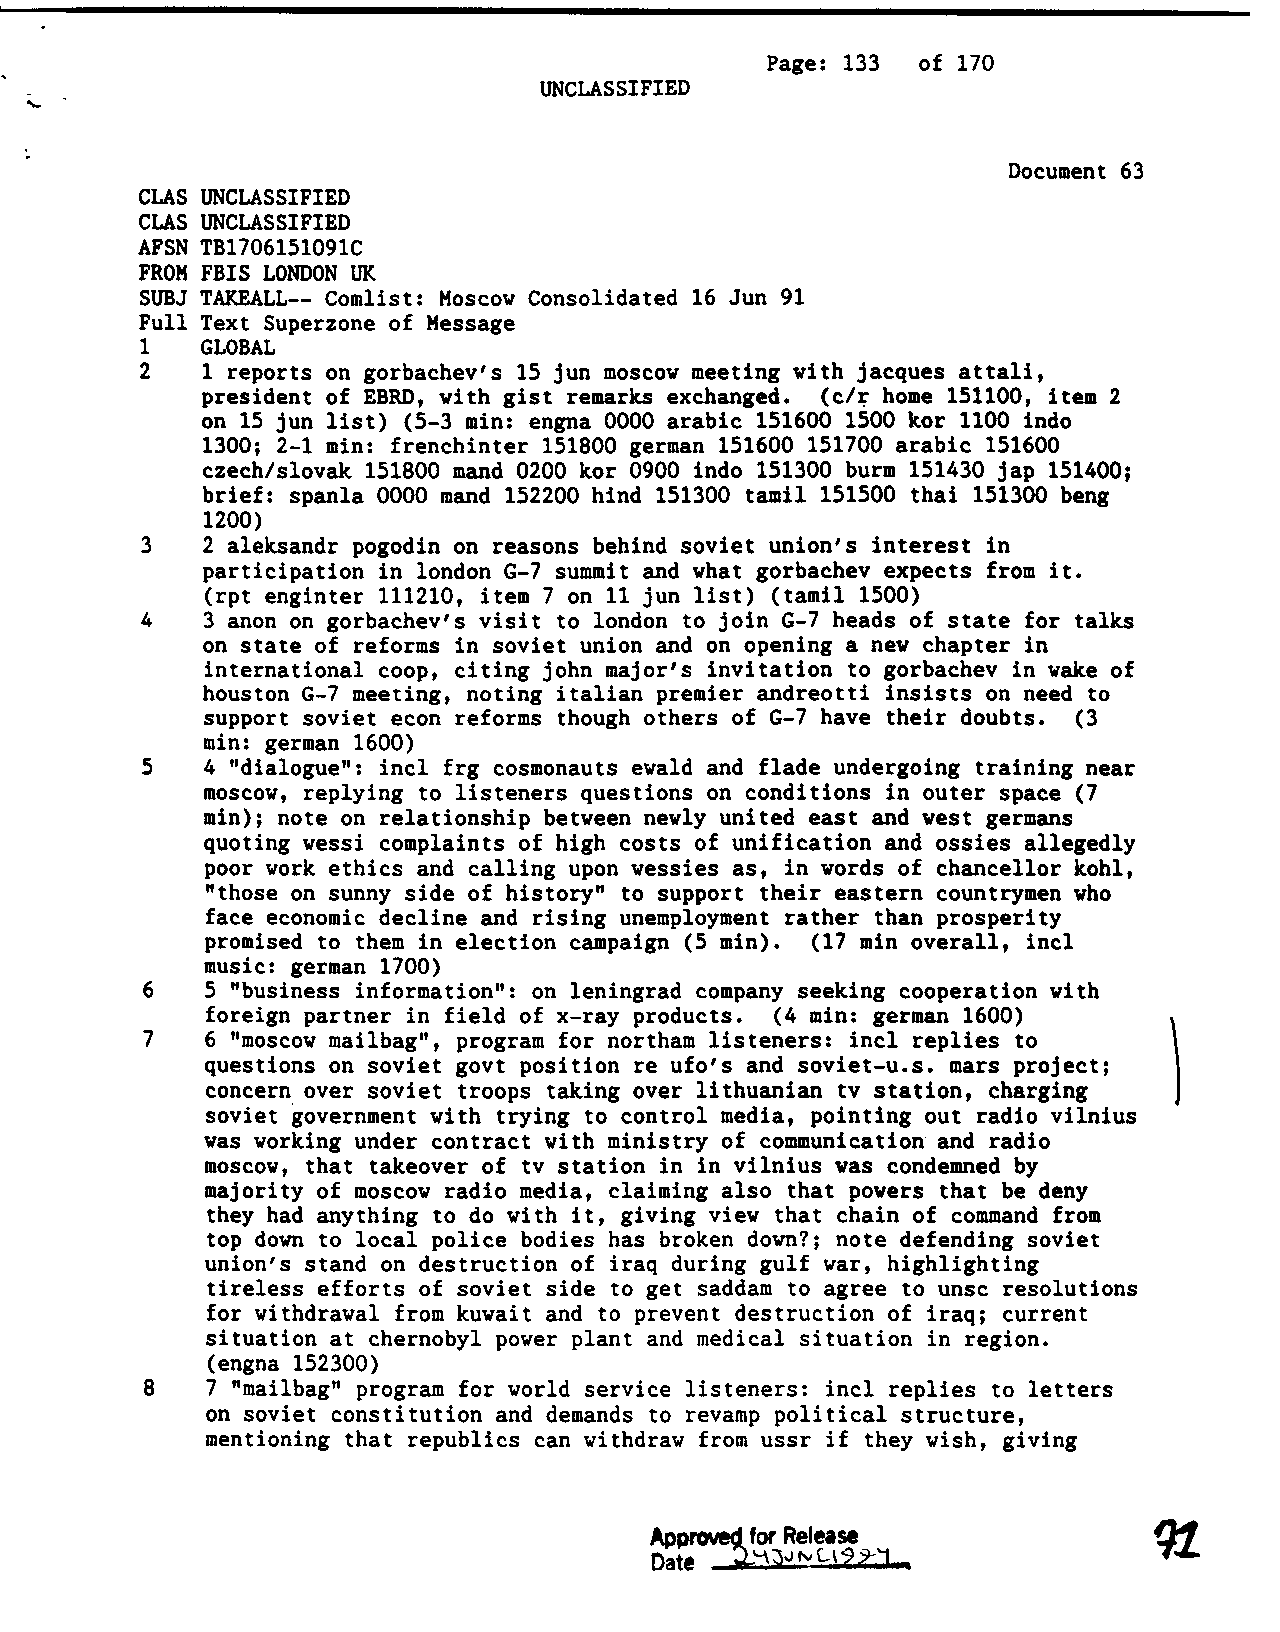 Page: 133 of 170
UNCLASSIFIED
Document 63
CLAS UNCLASSIFIED
CLAS UNCLASSIFIED
AFSN TB1706151091C
FROM FBIS LONDON UK
SUBJ TAKEALL-- Comlist: Moscow Consolidated 16 Jun 91
Full Text Superzone of Message
1 GLOBAL
2 1 reports on gorbachev's 15 jun moscow meeting with jacques attali,
president of EBRD, with gist remarks exchanged. (c/r home 151100, item 2
on 15 jun list) (5-3 min: engna 0000 arabic 151600 1500 kor 1100 indo
1300; 2-1 min: frenchinter 151800 german 151600 151700 arabic 151600
czech/slovak 151800 mand 0200 kor 0900 indo 151300 burm 151430 jap 151400;
brief: spanla 0000 mand 152200 hind 151300 tamil 151500 thai 151300 beng
1200)
3 2 aleksandr pogodin on reasons behind soviet union's interest in
participation in london G-7 summit and what gorbachev expects from it.
(rpt enginter 111210, item 7 on 11 jun list) (tamil 1500)
4 3 anon on gorbachev's visit to london to join G-7 heads of state for talks
on state of reforms in soviet union and on opening a new chapter in
international coop, citing john major's invitation to gorbachev in wake of
houston G-7 meeting, noting italian premier andreotti insists on need to
support soviet econ reforms though others of G-7 have their doubts. (3
min: german 1600)
5 4 "dialogue": incl frg cosmonauts ewald and flade undergoing training near
moscow, replying to listeners questions on conditions in outer space (7
min); note on relationship between newly united east and west germans
quoting wessi complaints of high costs of unification and ossies allegedly
poor work ethics and calling upon wessies as, in words of chancellor kohl,
"those on sunny side of history" to support their eastern countrymen who
face economic decline and rising unemployment rather than prosperity
promised to them in election campaign (5 min). (17 min overall, incl
music: german 1700)
6 5 "business information": on leningrad company seeking cooperation with
foreign partner in field of x-ray products. (4 min: german 1600)
7 6 "moscow mailbag", program for northam listeners: incl replies to
questions on soviet govt position re ufo's and soviet-u.s. mars project;
concern over soviet troops taking over lithuanian tv station, charging
soviet government with trying to control media, pointing out radio vilnius
was working under contract with ministry of communication and radio
moscow, that takeover of tv station in in vilnius was condemned by
majority of moscow radio media, claiming also that powers that be deny
they had anything to do with it, giving view that chain of command from
top down to local police bodies has broken down?; note defending soviet
union's stand on destruction of iraq during gulf war, highlighting
tireless efforts of soviet side to get saddam to agree to unsc resolutions
for withdrawal from kuwait and to prevent destruction of iraq; current
situation at chernobyl power plant and medical situation in region.
(engna 152300)
8 7 "mailbag" program for world service listeners: incl replies to letters
on soviet constitution and demands to revamp political structure,
mentioning that republics can withdraw from ussr if they wish, giving
Approved for Release
Date